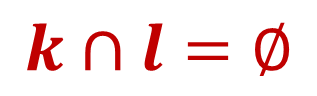 k ∩ l = ∅